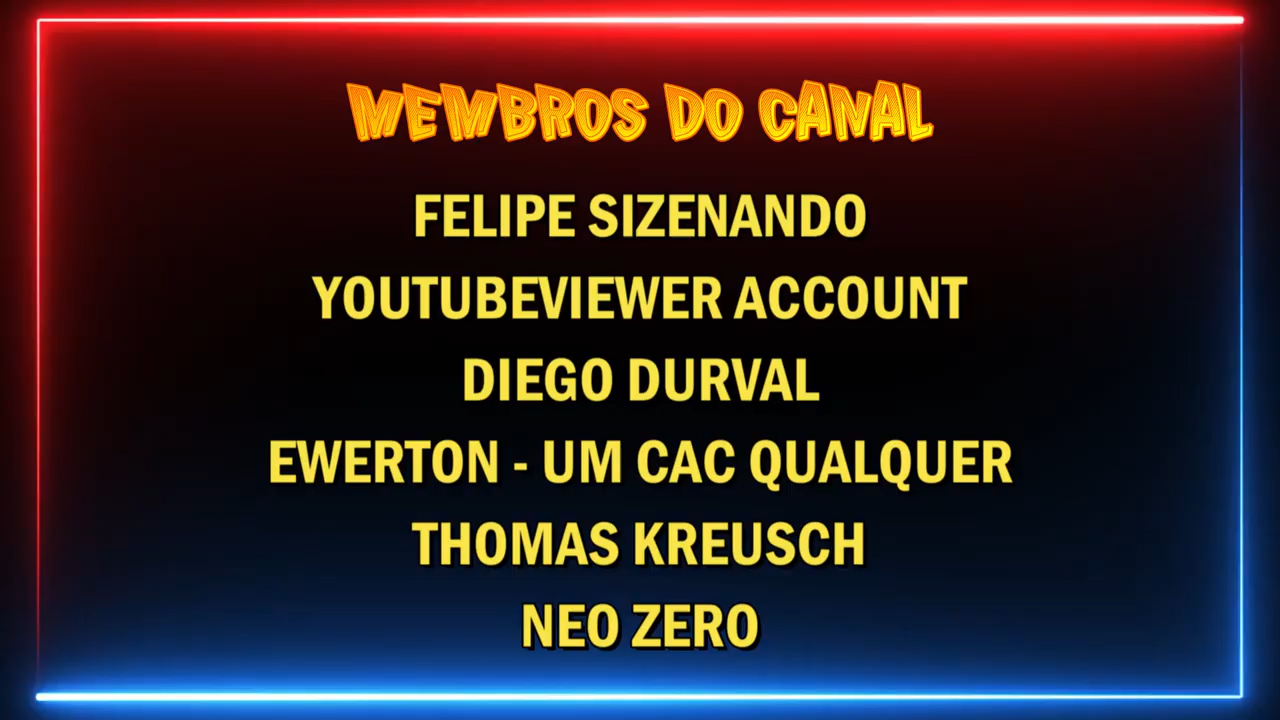 MEMBROS DO CANAL
FELIPE SIZENANDO
YOUTUBEVIEWER ACCOUNT
DIEGO DURVAL
EWERTON - UM CAC QUALQUER
THOMAS KREUSCH
NEO ZERO